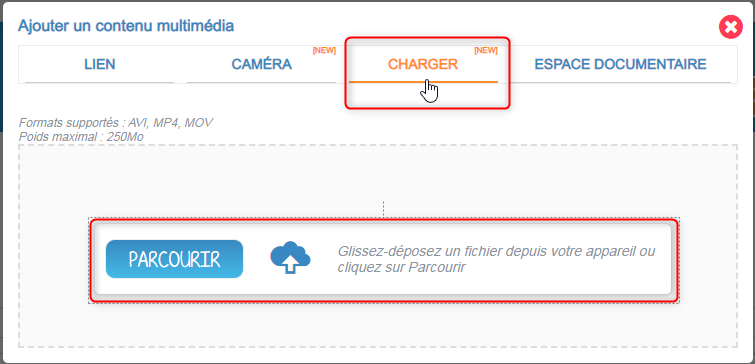 Ajouter un contenu multimédia
LIEN
CAMÉRA
[NEW]
CHARGER
[NEW]
ESPACE DOCUMENTAIRE
Formats supportés : AVI, MP4, MOV
Poids maximal : 250Mo
PARCOURIR
Glissez-déposez un fichier depuis votre appareil ou
cliquez sur Parcourir